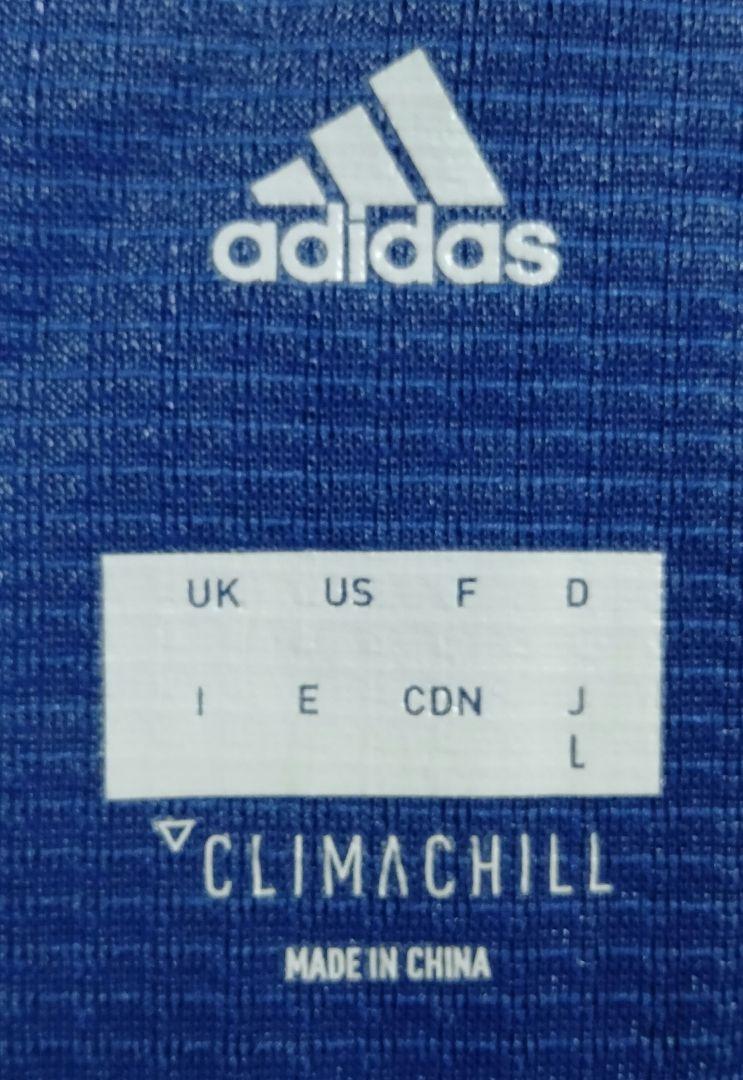 adidas
UK US F D
I E CDN J
L
CLIMACHILL
MADE IN CHINA